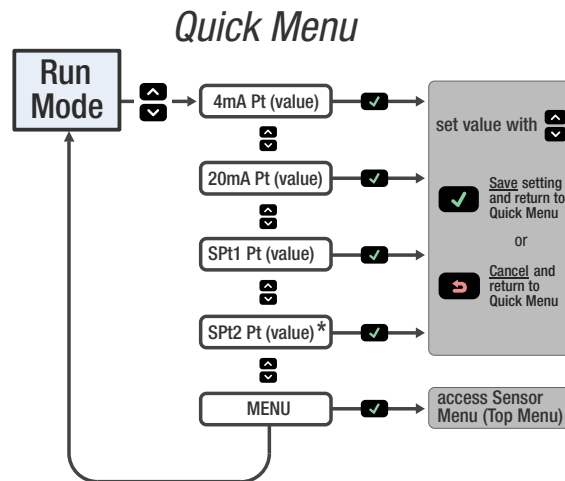 Quick Menu
Run
Mode
4mA Pt (value)
20mA Pt (value)
SPt1 Pt (value)
SPt2 Pt (value)*
MENU
set value with
Save setting
and return to
Quick Menu
or
Cancel and
return to
Quick Menu
access Sensor
Menu (Top Menu)